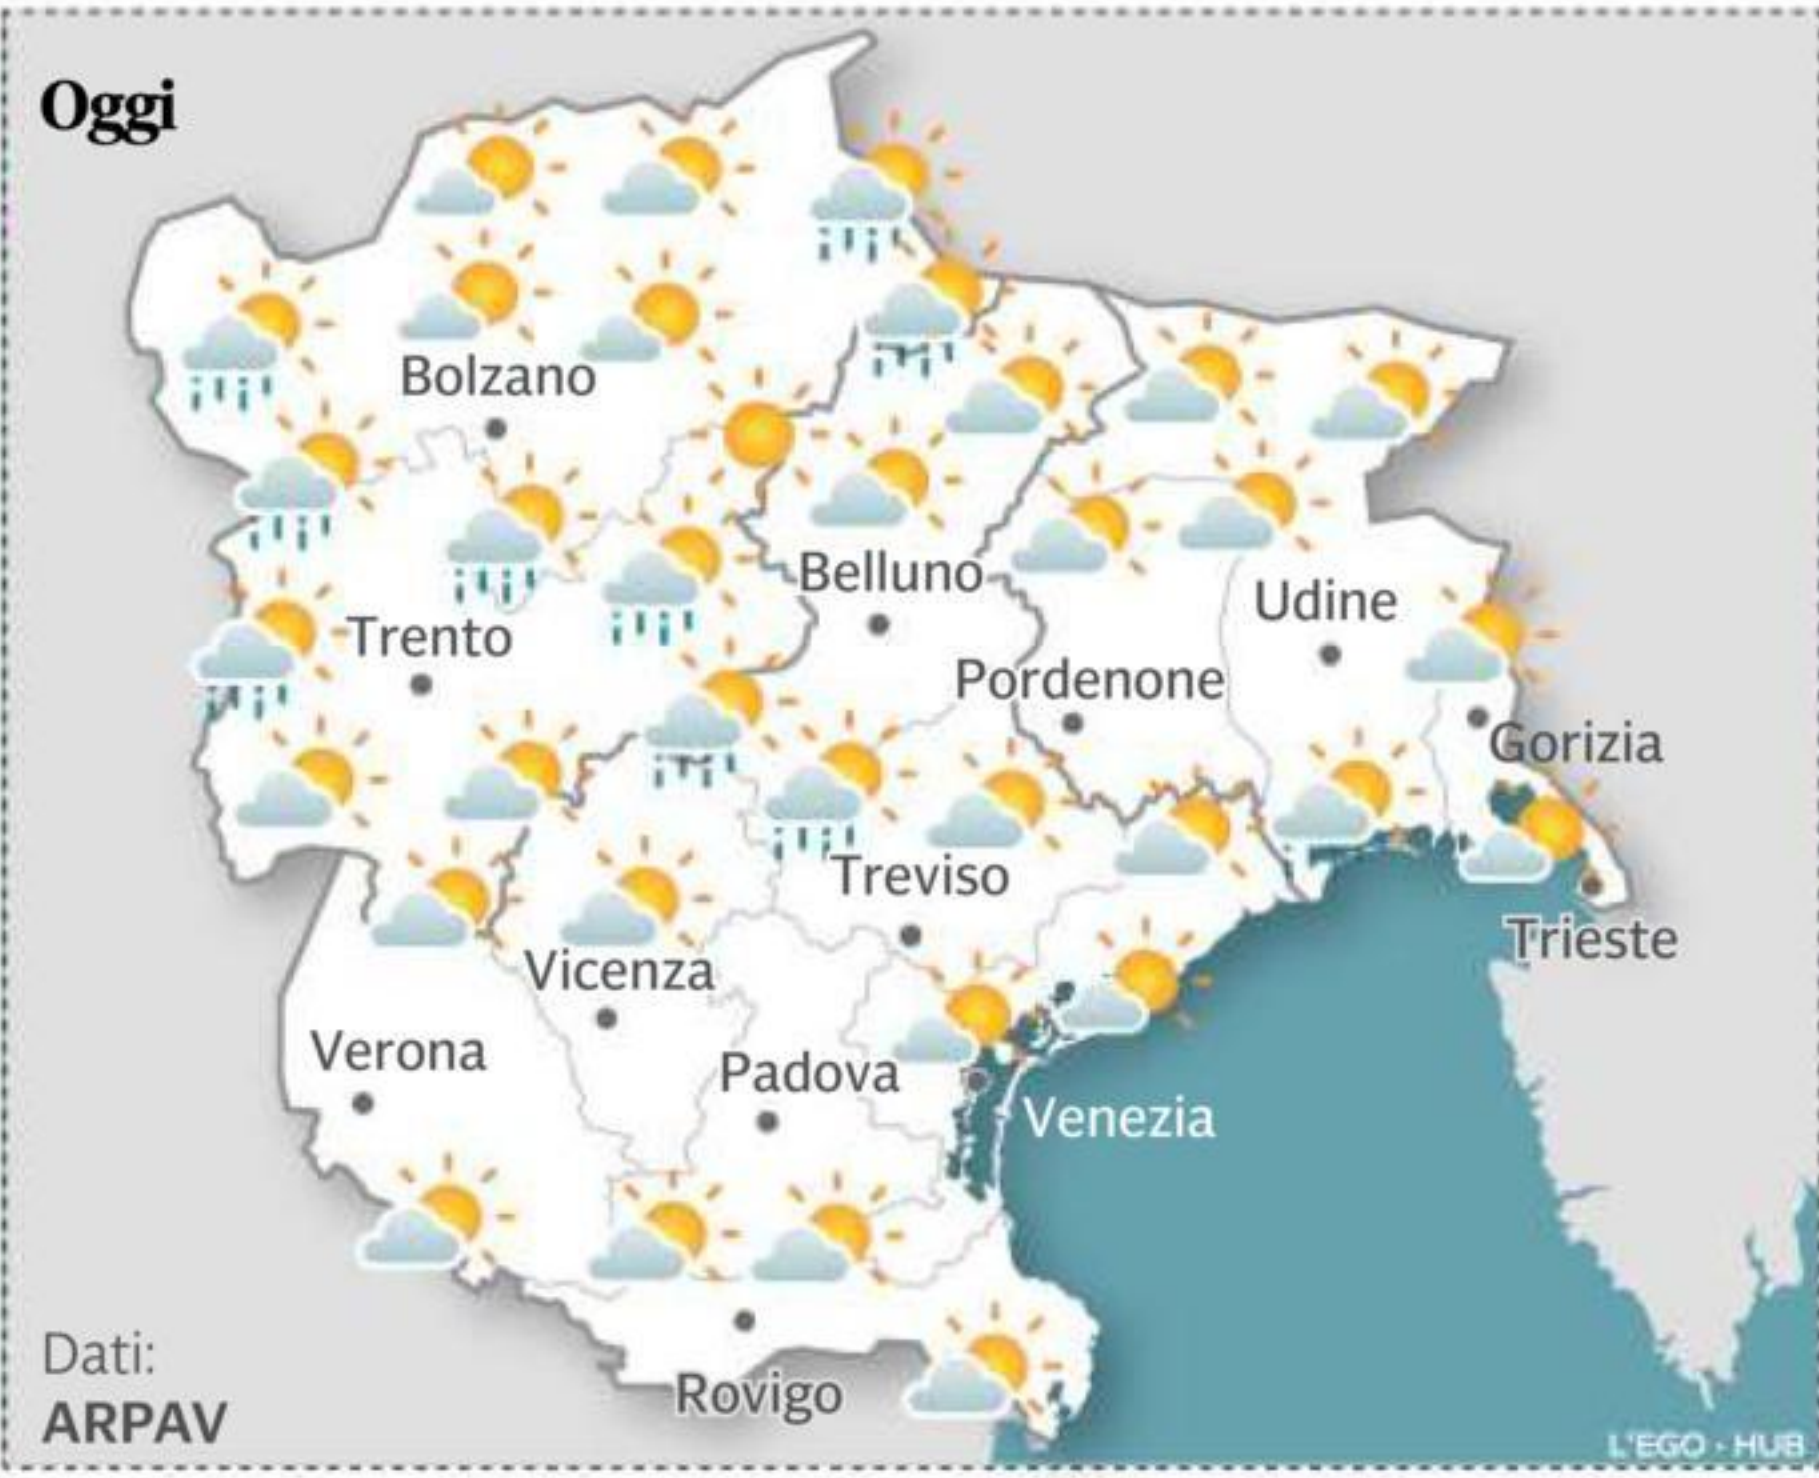 Oggi
Bolzano
Belluno
Udine
Trento
Pordenone
Gorizia
Treviso
Trieste
Vicenza
Verona
Padova
Venezia
Dati:
ARPAV
Rovigo
L'EGO - HUB